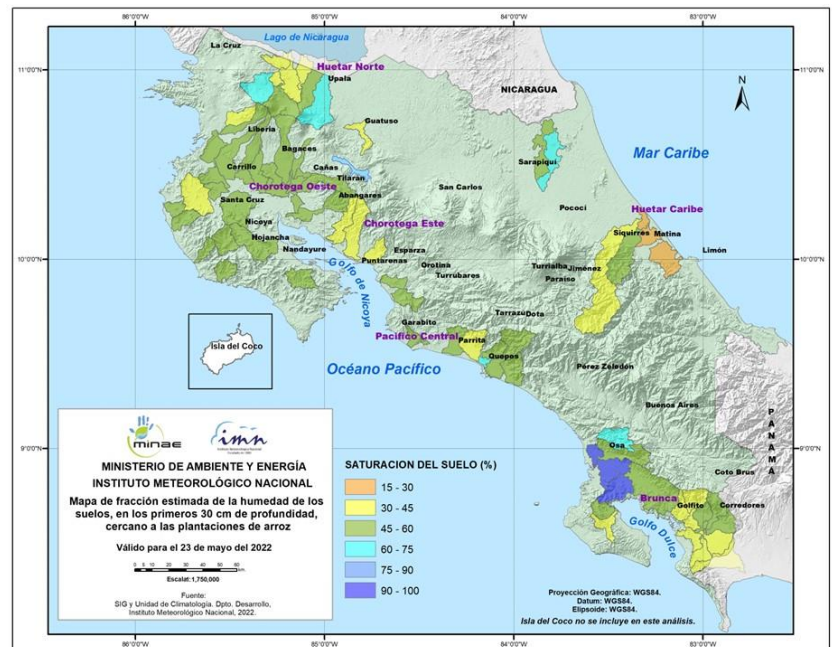 86°0'0"W 85°0'0"W 84°0'0"W 83°0'0"W
11°0'0"N
11°0'0"N
10°0'0"N
10°0'0"N
9°0'0"N
9°0'0"N
Lago de Nicaragua
La Cruz
Huetar Norte
Upala
NICARAGUA
N
Guatuso
Liberia
Bagaces
Sarapiquí
Mar Caribe
Carrillo
Cañas
Tilarán
Chorotega Oeste
San Carlos
Abangares
Santa Cruz
Pococí
Huetar Caribe
Nicoya
Chorotega Este
Siquirres
Matina
Hojancha
Nandayure
Esparza
Limón
Puntarenas
Orotina
Turrialba
Jiménez
Turrubares
Paraíso
Golfo de Nicoya
Garabito
Tarrazú
Dota
Pacífico Central
Parrita
Isla del Coco
Quepos
Océano Pacífico
Pérez Zeledón
Buenos Aires
PANAMA
Osa
Coto Brus
Brunca
Golfito
Corredores
Golfo Dulce
minae
imn
MINISTERIO DE AMBIENTE Y ENERGÍA
INSTITUTO METEOROLÓGICO NACIONAL
Mapa de fracción estimada de la humedad de los
suelos, en los primeros 30 cm de profundidad,
cercano a las plantaciones de arroz
Válido para el 23 de mayo del 2022
Escalat:1,750,000
Fuente:
SIG y Unidad de Climatología. Dpto. Desarrollo,
Instituto Meteorológico Nacional, 2022.
SATURACION DEL SUELO (%)
15 - 30
30 - 45
45 - 60
60 - 75
75 - 90
90 - 100
Proyección Geográfica: WGS84.
Datum: WGS84.
Elipsoide: WGS84.
Isla del Coco no se incluye en este análisis.
86°0'0"W 85°0'0"W 84°0'0"W 83°0'0"W